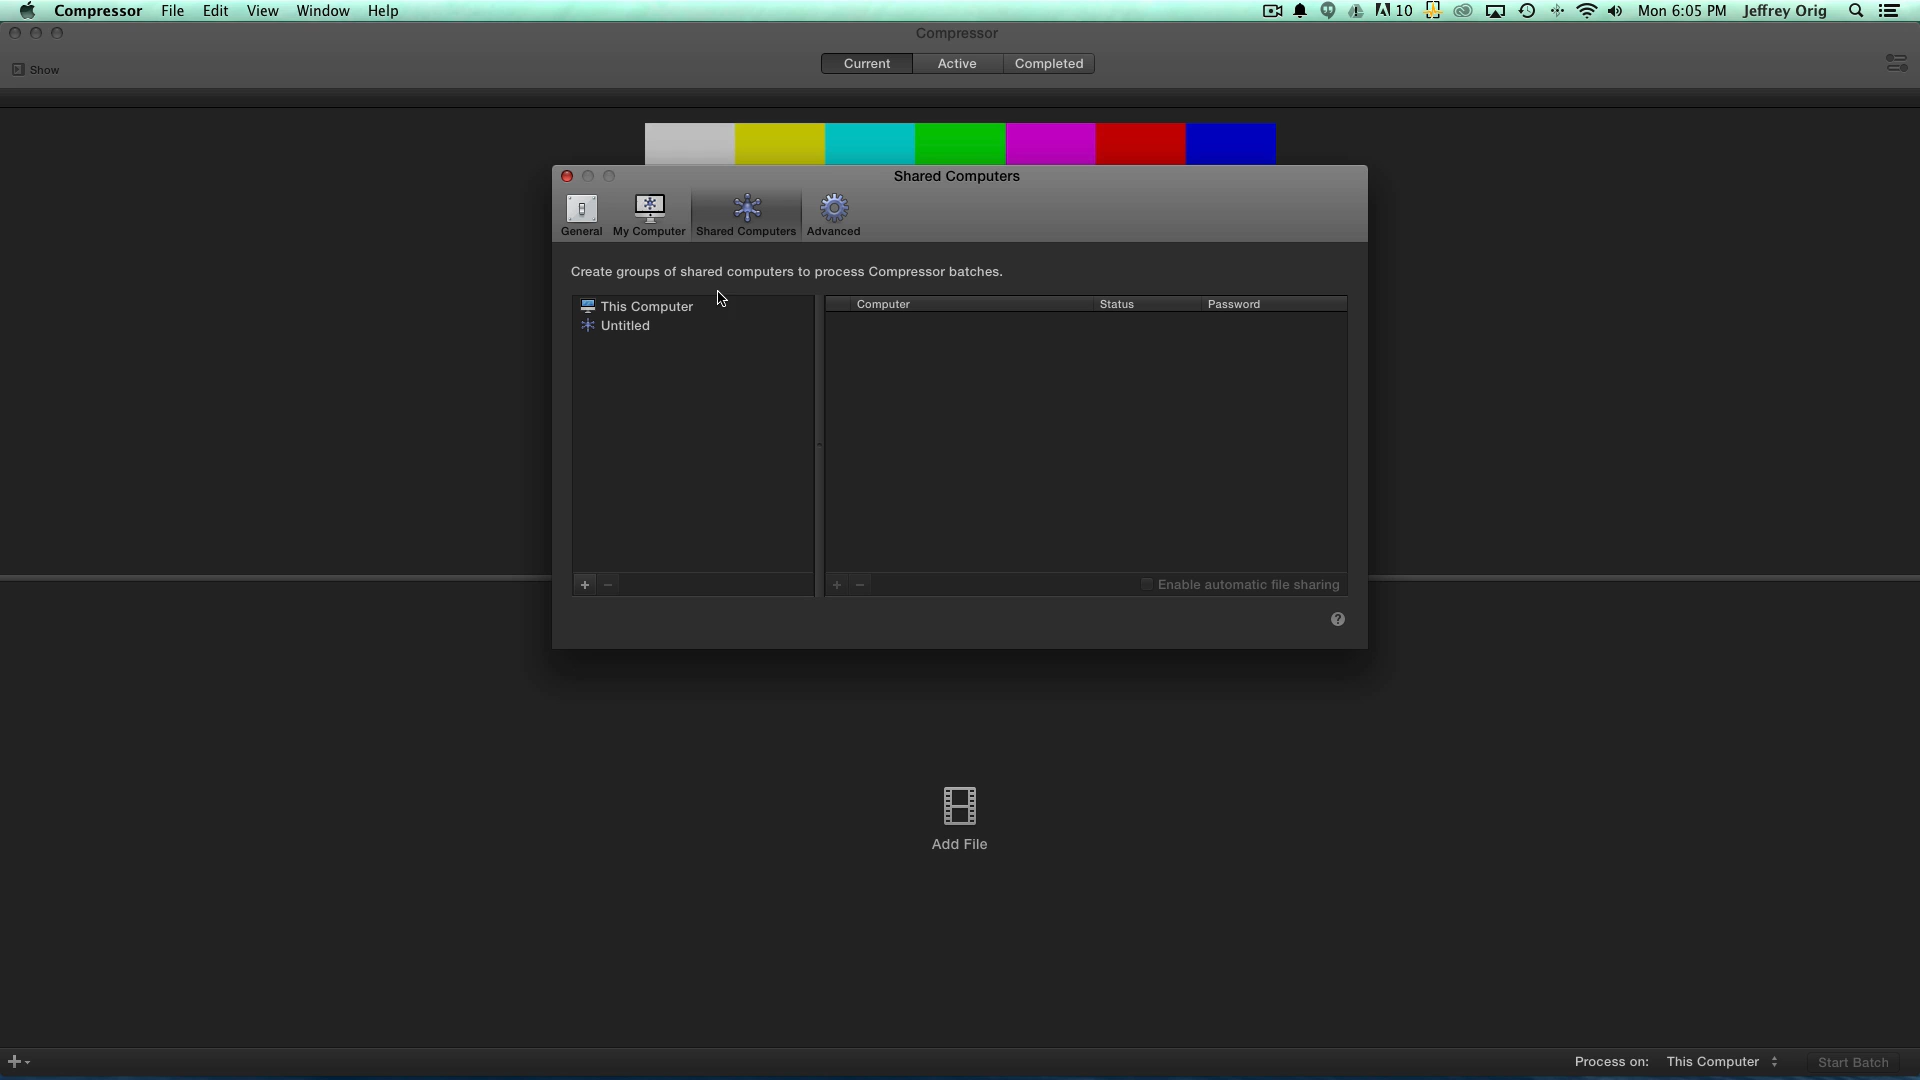 Compressor File Edit View Window Help 10 Mon 6:05 PM Jeffrey Orig
Compressor
Show
Current Active Completed
Shared Computers
General My Computer Shared Computers Advanced
Create groups of shared computers to process Compressor batches.
This Computer
Untitled
Computer Status Password
+ − + − Enable automatic file sharing
?
Add File
+ Process on: This Computer Start Batch